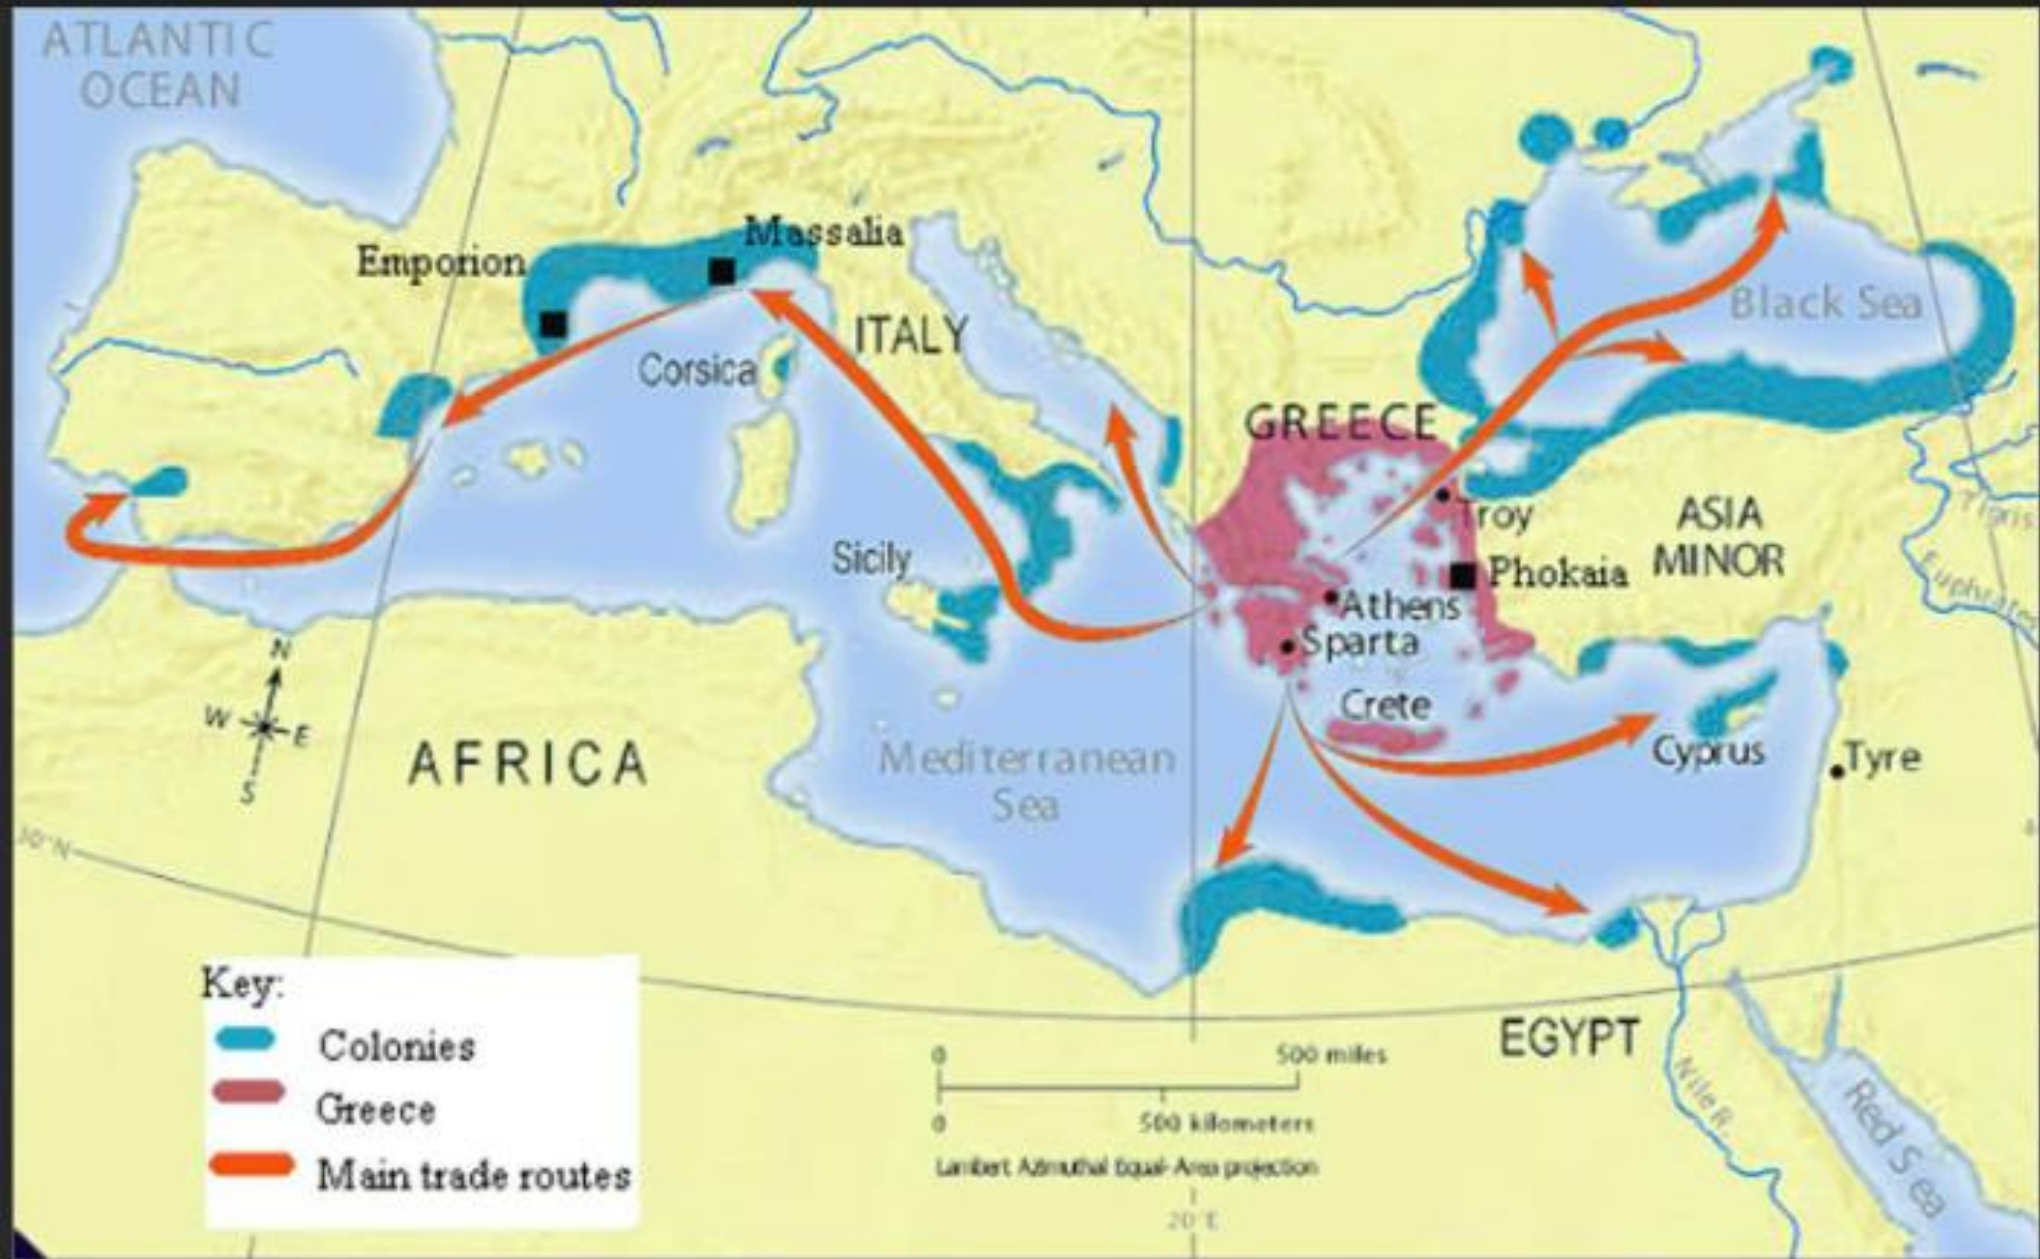 ATLANTIC
OCEAN
Massalia
Emporion
ITALY
Corsica
Black Sea
GREECE
Troy
ASIA
MINOR
Tigris
Sicily
Phokaia
Euphrates
Athens
Sparta
N
W
E
S
Crete
AFRICA
Mediterranean
Sea
Cyprus
Tyre
30°N
Key:
Colonies
Greece
Main trade routes
EGYPT
0
500 miles
0
500 kilometers
Lambert Azimuthal Equal-Area projection
Nile R.
Red Sea
20°E